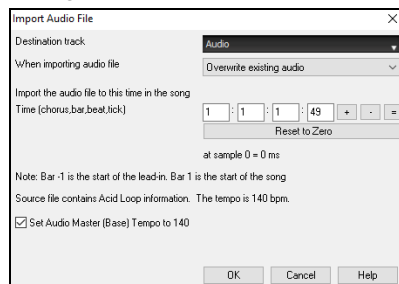 Import Audio File
Destination track Audio
When importing audio file Overwrite existing audio
Import the audio file to this time in the song
Time (chorus,bar,beat,tick) 1 : 1 : 1 : 49 + - =
Reset to Zero
at sample 0 = 0 ms
Note: Bar -1 is the start of the lead-in. Bar 1 is the start of the song
Source file contains Acid Loop information. The tempo is 140 bpm.
Set Audio Master (Base) Tempo to 140
OK Cancel Help